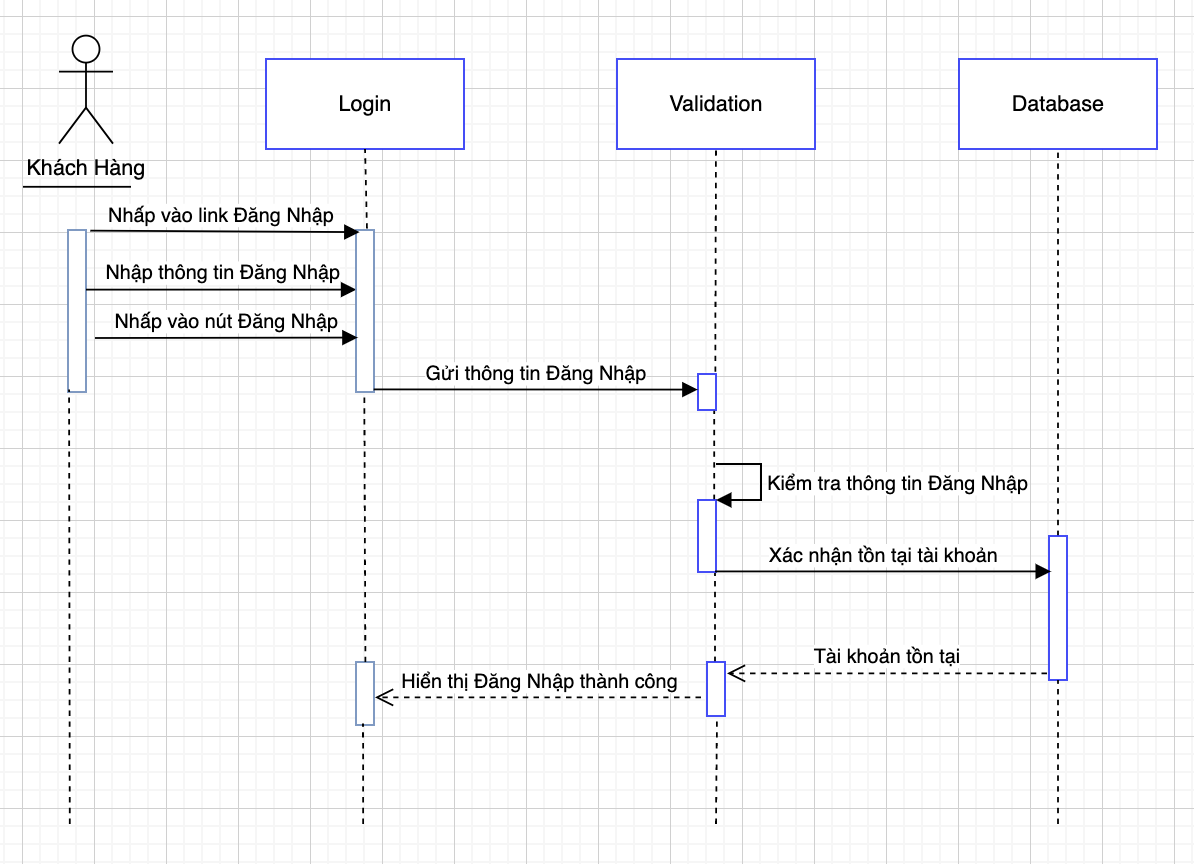 Login
Validation
Database
Khách Hàng
Nhấp vào link Đăng Nhập
Nhập thông tin Đăng Nhập
Nhấp vào nút Đăng Nhập
Gửi thông tin Đăng Nhập
Kiểm tra thông tin Đăng Nhập
Xác nhận tồn tại tài khoản
Tài khoản tồn tại
Hiển thị Đăng Nhập thành công